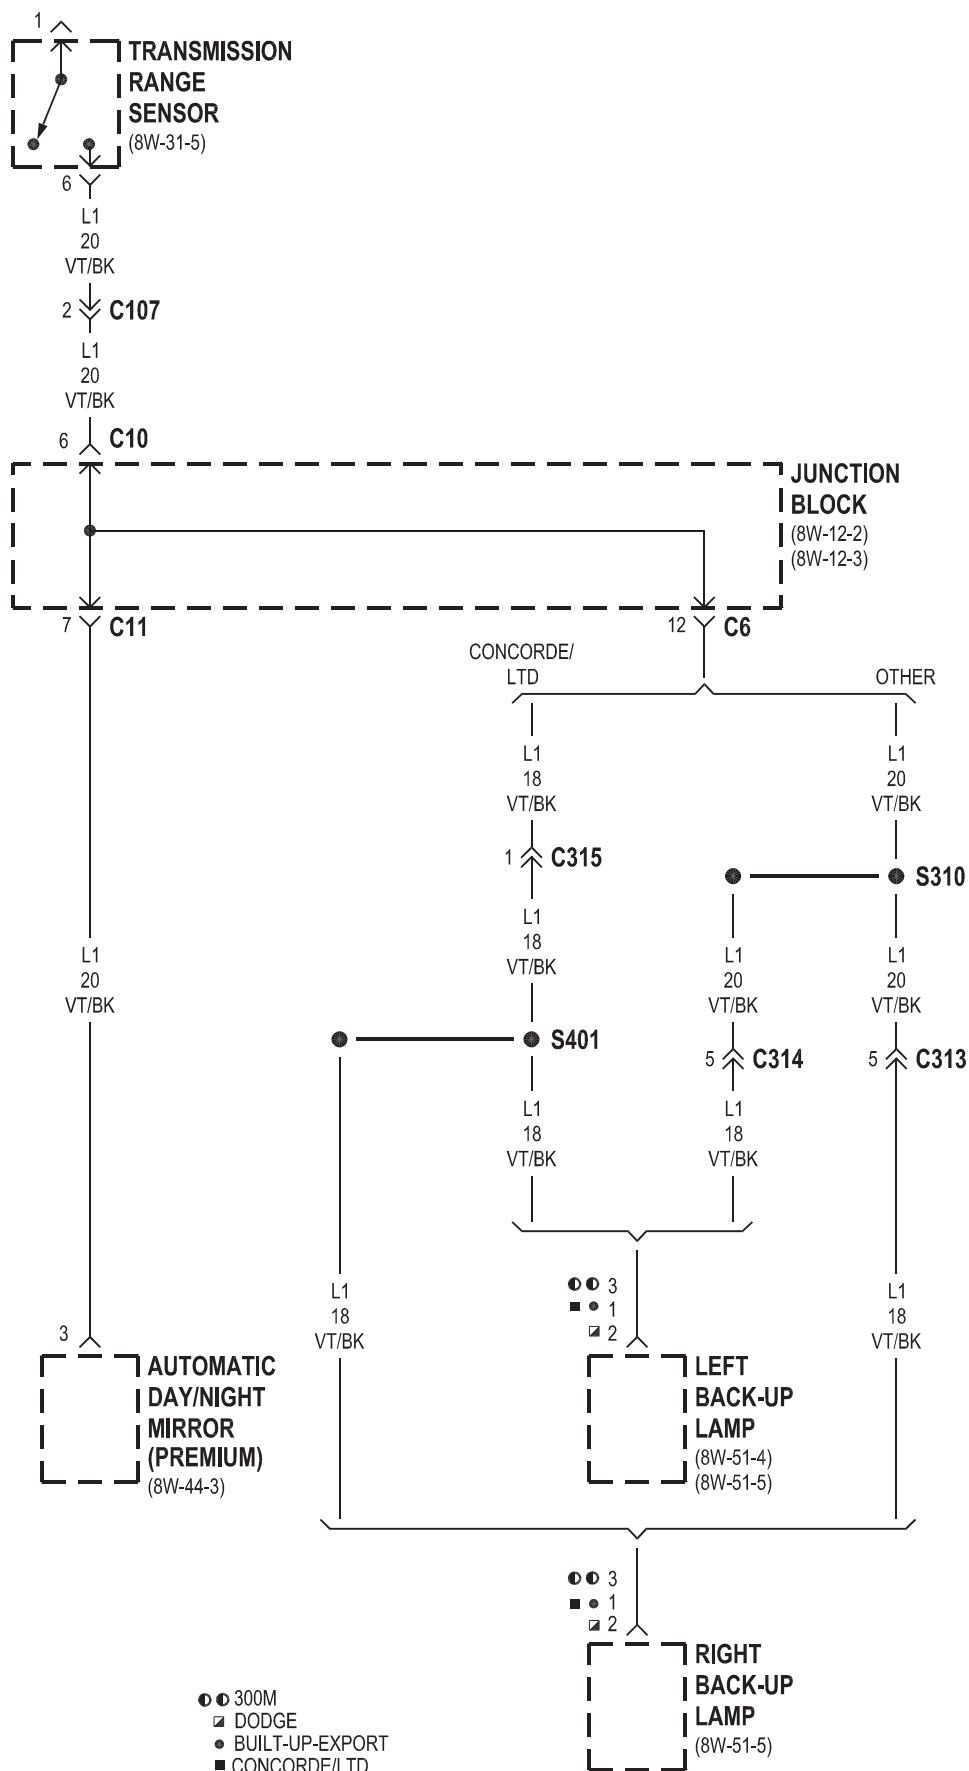 1
TRANSMISSION
RANGE
SENSOR
(8W-31-5)
6
L1
20
VT/BK
2
C107
L1
20
VT/BK
6
C10
JUNCTION
BLOCK
(8W-12-2)
(8W-12-3)
7
C11
12
C6
CONCORDE/
LTD
OTHER
L1
18
VT/BK
L1
20
VT/BK
1
C315
S310
L1
18
VT/BK
L1
20
VT/BK
L1
20
VT/BK
L1
20
VT/BK
S401
5
C314
5
C313
L1
18
VT/BK
L1
18
VT/BK
L1
18
VT/BK
3
1
2
L1
18
VT/BK
3
AUTOMATIC
DAY/NIGHT
MIRROR
(PREMIUM)
(8W-44-3)
LEFT
BACK-UP
LAMP
(8W-51-4)
(8W-51-5)
3
1
2
RIGHT
BACK-UP
LAMP
(8W-51-5)
300M
DODGE
BUILT-UP-EXPORT
CONCORDE/LTD